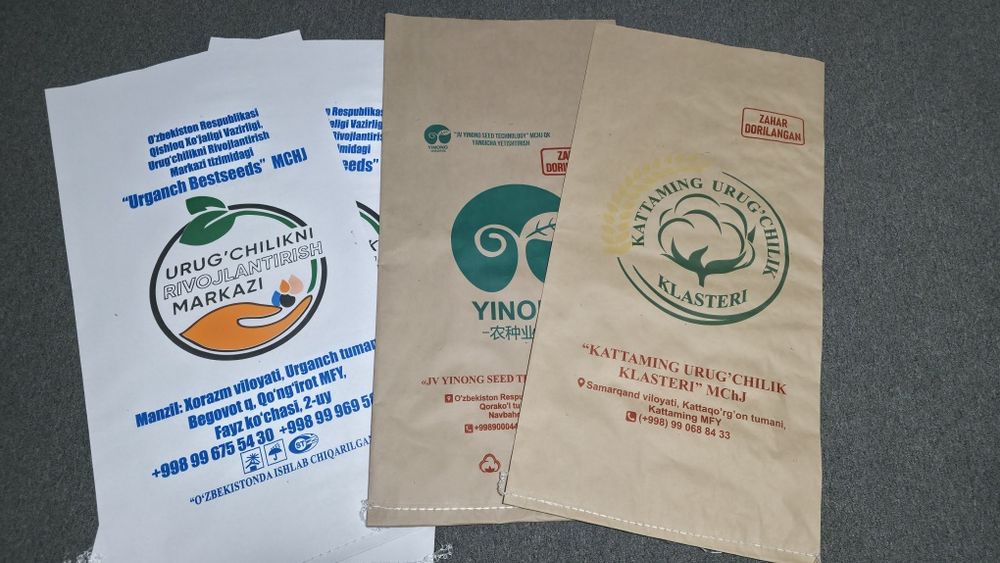 O'zbekiston Respublikasi
Qishloq Xo'jaligi Vazirligi,
Urug'chilikni Rivojlantirish
Markazi tizimidagi
"Urganch Bestseeds" MCHJ
URUG'CHILIKNI
RIVOJLANTIRISH
MARKAZI
Manzil: Xorazm viloyati, Urganch
Begovot q, Qo'ng'irot MFY,
Fayz ko'chasi, 2-uy
+998 99 675 54 30 +998 99 969
"O'ZBEKISTONDA ISHLAB
Respublikasi
YINONG
"JV YINONG SEED TECHNOLOGY" MCHJ QK
TANGICHA YETISHTIRISH
农种业
«JV YINONG SEED
O'zbekiston
Qorako'l
ZAHAR
DORILANGAN
KATTAMING URUG'CHILIK
KLASTERI
"KATTAMING URUG'CHILIK
KLASTERI" MChJ
Samarqand viloyati, Kattaqo'rg'on tumani,
Kattaming MFY
(+998) 99 068 84 33